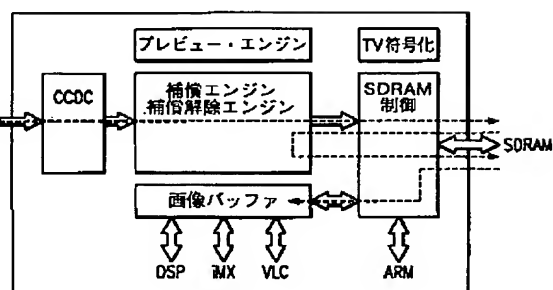 プレビュー・エンジン
TV符号化
CCDC
補償エンジン
補償解除エンジン
SDRAM
制御
SDRAM
画像バッファ
DSP
iMX
VLC
ARM